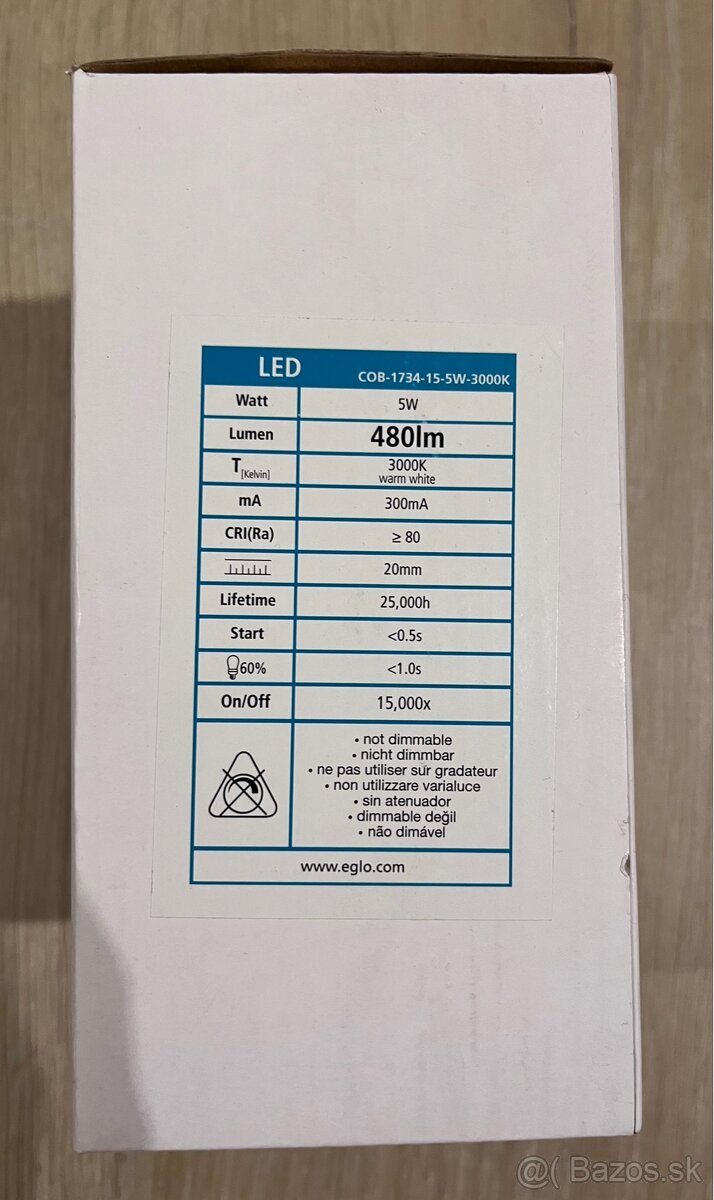 LED COB-1734-15-5W-3000K
Watt 5W
Lumen 480lm
T [Kelvin] 3000K
warm white
mA 300mA
CRI(Ra) ≥ 80
20mm
Lifetime 25,000h
Start <0.5s
60% <1.0s
On/Off 15,000x
• not dimmable
• nicht dimmbar
• ne pas utiliser sur gradateur
• non utilizzare varialuce
• sin atenuador
• dimmable değil
• não dimável
www.eglo.com
@( Bazos.sk